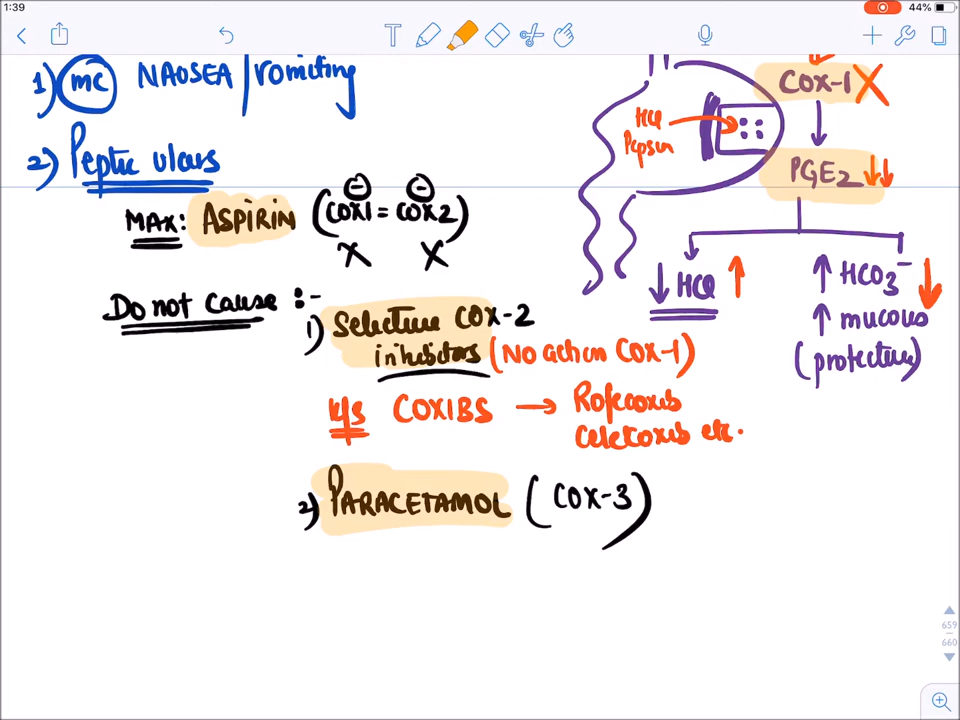 1:39
44%
T
1) mc NAUSEA/vomiting
2) Peptic ulcers
MAX: ASPIRIN (COX1 = COX2)
X X
Do not cause :-
1) Selective COX-2
inhibitors (No action COX-1)
k/s COXIBS → Rofecoxib
Celecoxib etc.
2) PARACETAMOL (COX-3)
COX-1 X
HCl
Pepsin
PGE2 ↓↓
↓ HCl ↑
↑ HCO3⁻ ↓
↑ mucous
(protective)
659
660